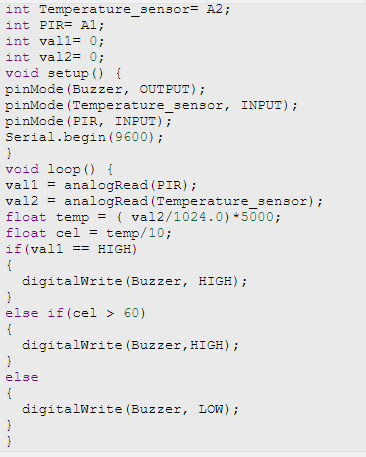 int Temperature_sensor= A2;
int PIR= A1;
int val1= 0;
int val2= 0;
void setup() {
pinMode(Buzzer, OUTPUT);
pinMode(Temperature_sensor, INPUT);
pinMode(PIR, INPUT);
Serial.begin(9600);
}
void loop() {
val1 = analogRead(PIR);
val2 = analogRead(Temperature_sensor);
float temp = ( val2/1024.0)*5000;
float cel = temp/10;
if(val1 == HIGH)
{
  digitalWrite(Buzzer, HIGH);
}
else if(cel > 60)
{
  digitalWrite(Buzzer,HIGH);
}
else
{
  digitalWrite(Buzzer, LOW);
}
}